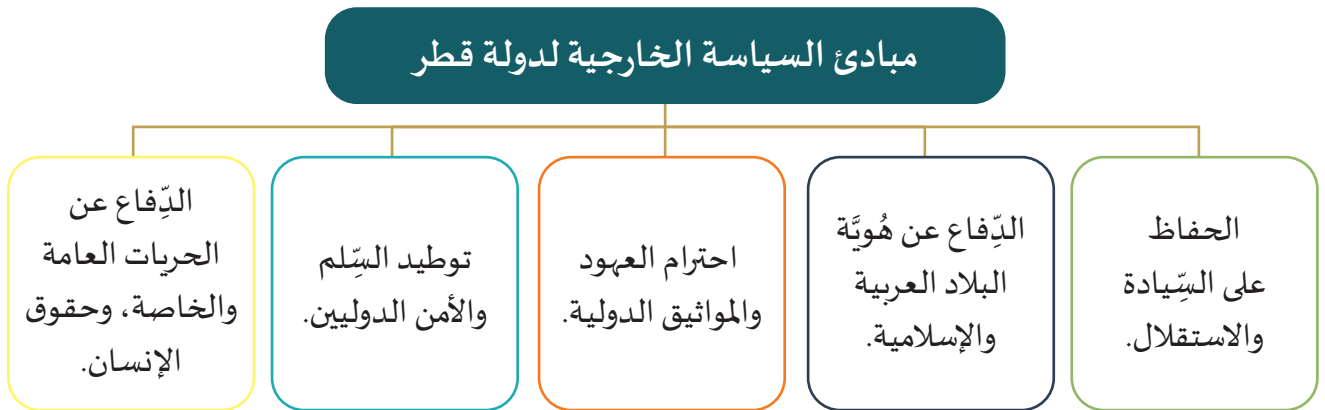 مبادئ السياسة الخارجية لدولة قطر
الحفاظ
على السِّيادة
والاستقلال.
الدِّفاع عن هُويَّة
البلاد العربية
والإسلامية.
احترام العهود
والمواثيق الدولية.
توطيد السِّلم
والأمن الدوليين.
الدِّفاع عن
الحريات العامة
والخاصة، وحقوق
الإنسان.